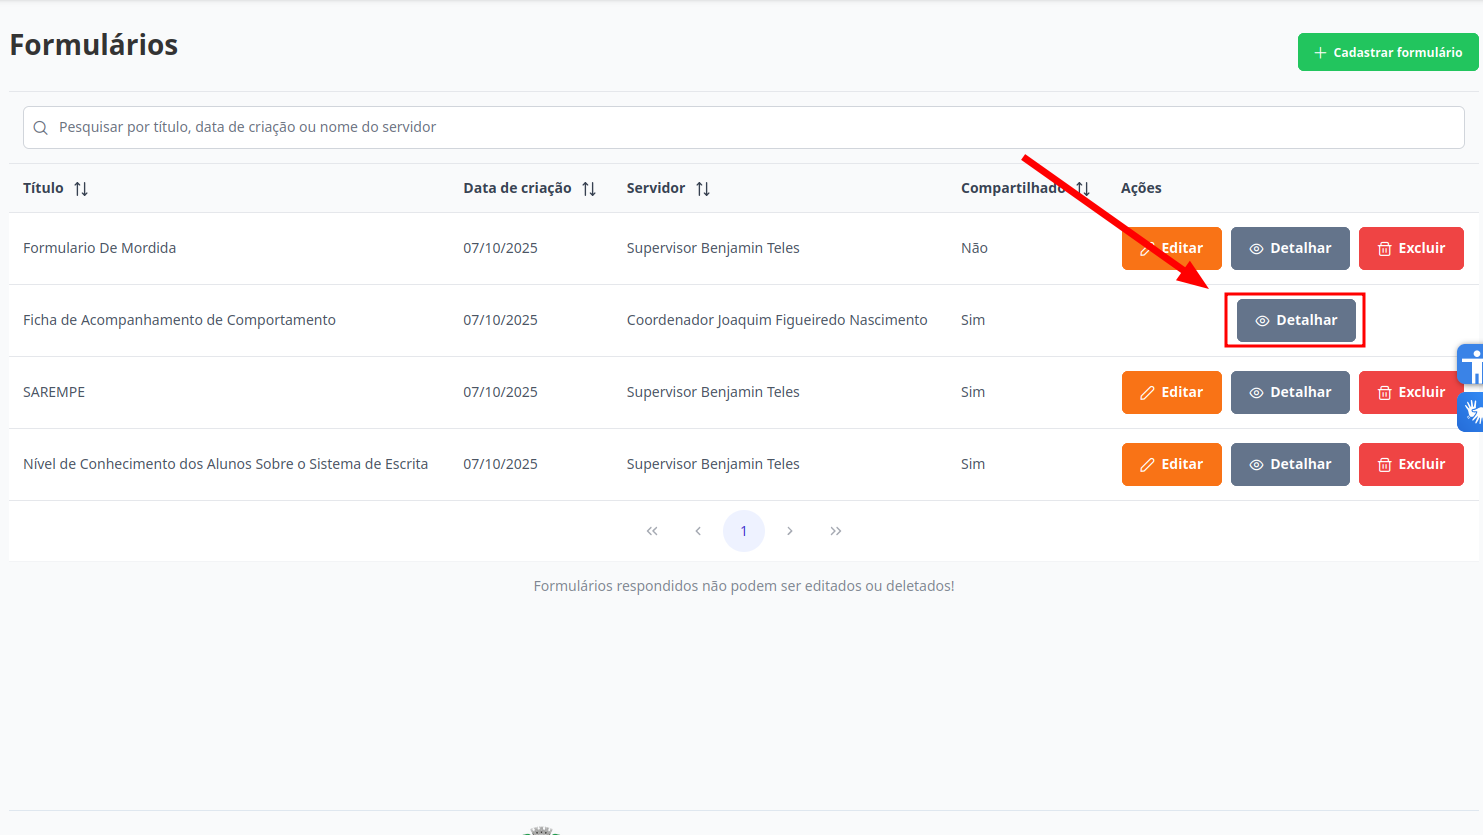 Formulários
Cadastrar formulário
Pesquisar por título, data de criação ou nome do servidor
Título Data de criação Servidor Compartilhado Ações
Formulario De Mordida 07/10/2025 Supervisor Benjamin Teles Não Editar Detalhar Excluir
Ficha de Acompanhamento de Comportamento 07/10/2025 Coordenador Joaquim Figueiredo Nascimento Sim Detalhar
SAREMPE 07/10/2025 Supervisor Benjamin Teles Sim Editar Detalhar Excluir
Nível de Conhecimento dos Alunos Sobre o Sistema de Escrita 07/10/2025 Supervisor Benjamin Teles Sim Editar Detalhar Excluir
« ‹ 1 › »
Formulários respondidos não podem ser editados ou deletados!